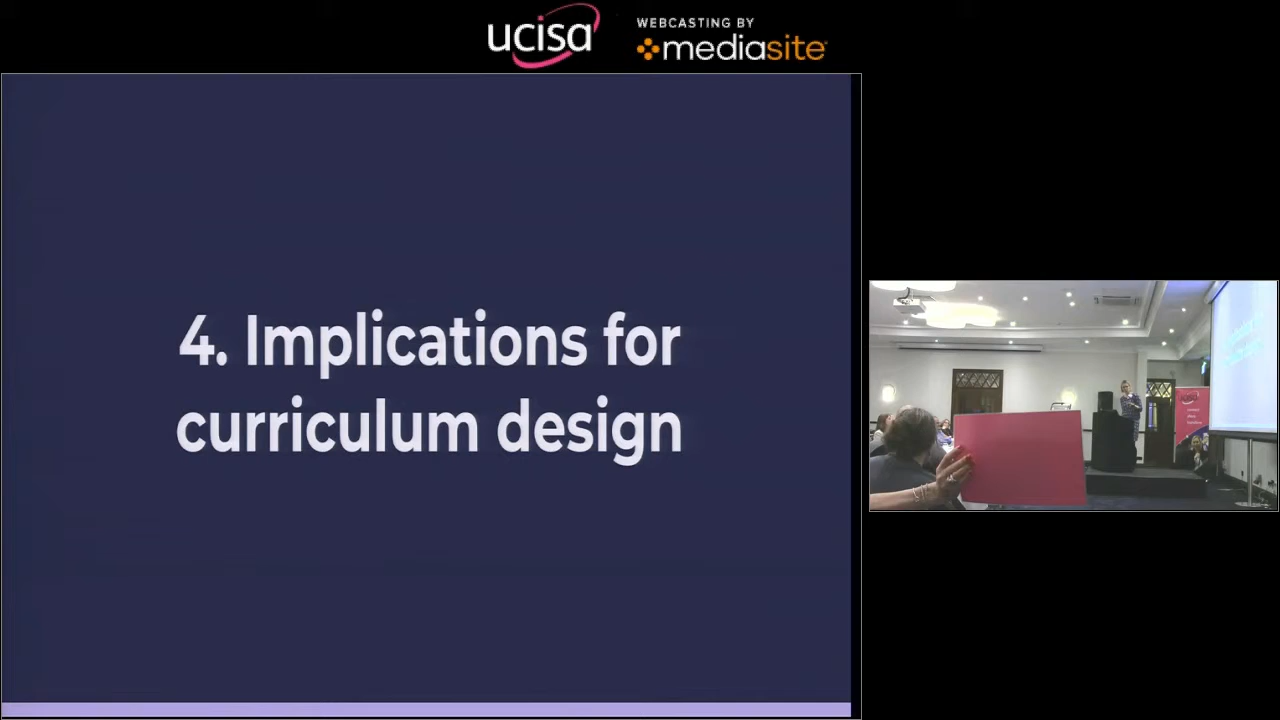 ucisa
WEBCASTING BY
mediasite
4. Implications for
curriculum design